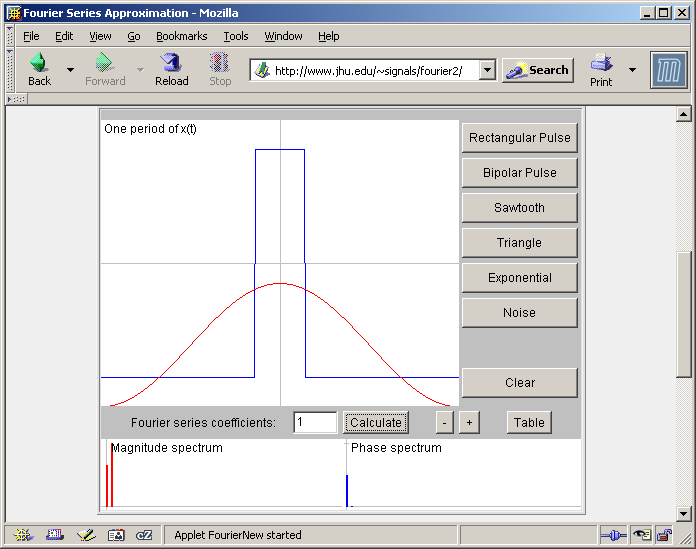 Fourier Series Approximation - Mozilla
File Edit View Go Bookmarks Tools Window Help
Back Forward Reload Stop http://www.jhu.edu/~signals/fourier2/ Search Print
One period of x(t)
Rectangular Pulse
Bipolar Pulse
Sawtooth
Triangle
Exponential
Noise
Clear
Fourier series coefficients: 1 Calculate - + Table
Magnitude spectrum Phase spectrum
Applet FourierNew started